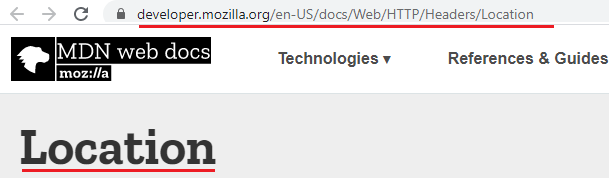 developer.mozilla.org/en-US/docs/Web/HTTP/Headers/Location
MDN web docs
moz://a
Technologies ▾
References & Guides
Location